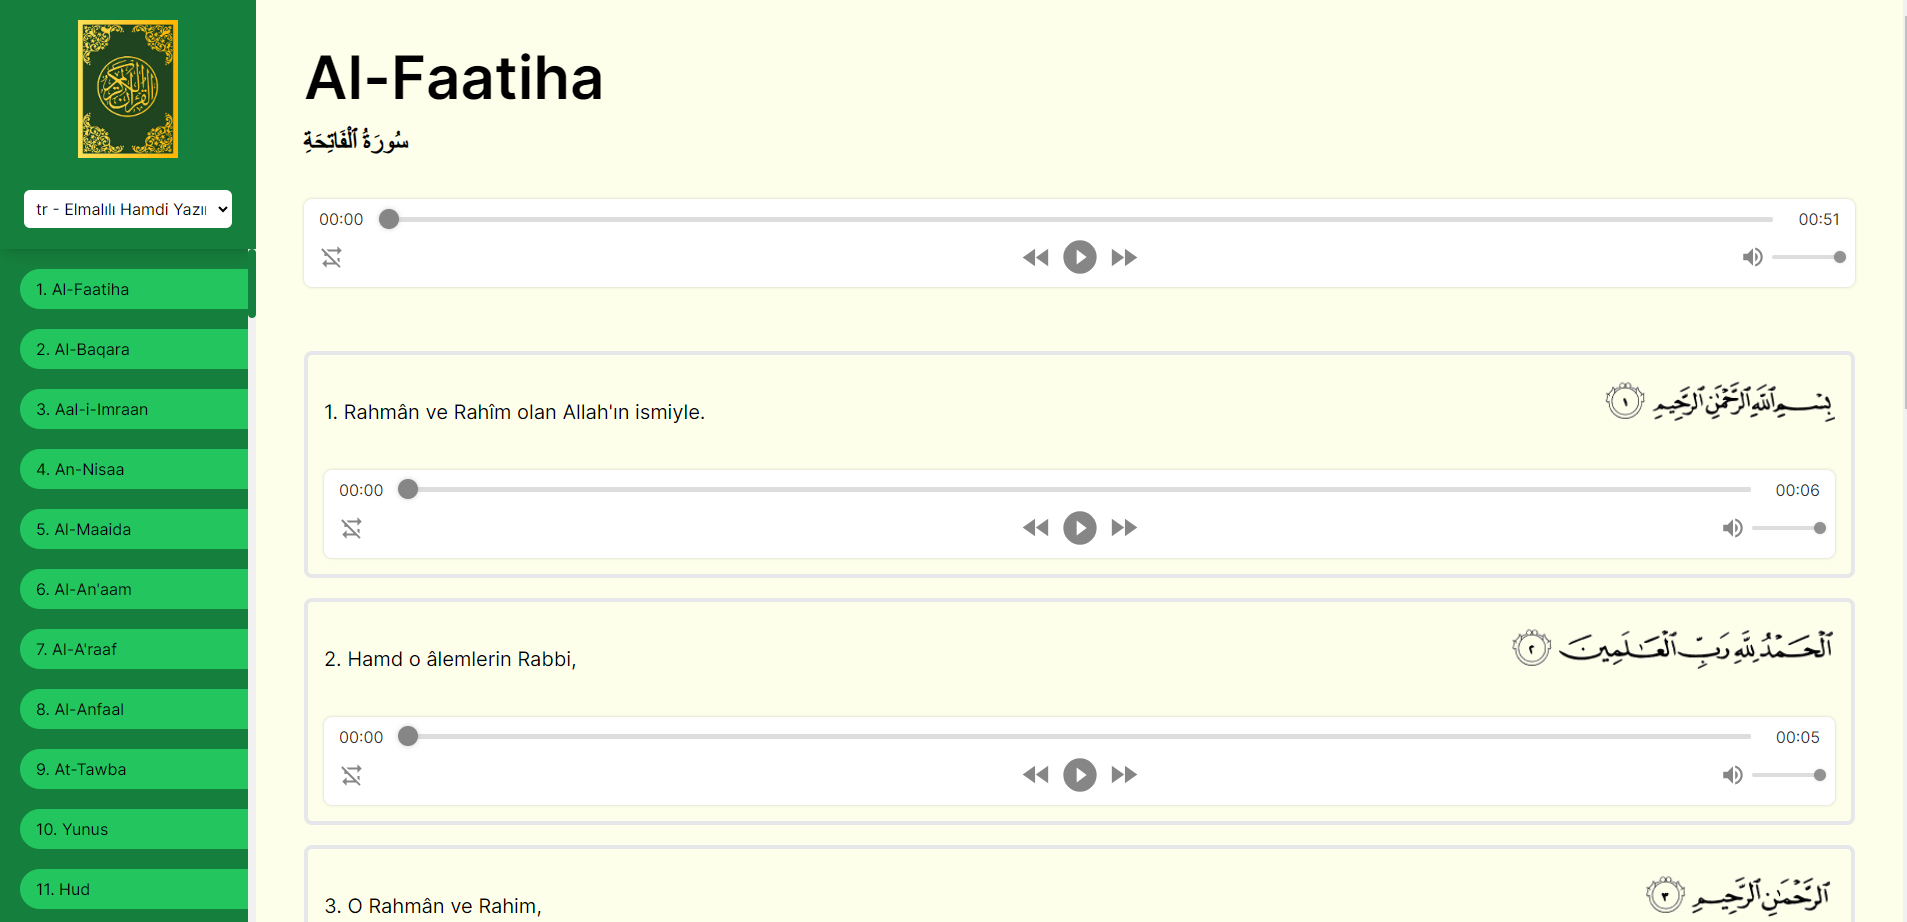 القرآن الكريم
tr - Elmalılı Hamdi Yazır
1. Al-Faatiha
2. Al-Baqara
3. Aal-i-Imraan
4. An-Nisaa
5. Al-Maaida
6. Al-An'aam
7. Al-A'raaf
8. Al-Anfaal
9. At-Tawba
10. Yunus
11. Hud
Al-Faatiha
سُورَةُ ٱلْفَاتِحَةِ
00:00 00:51
بِسْمِ ٱللَّهِ ٱلرَّحْمَٰنِ ٱلرَّحِيمِ ١
1. Rahmân ve Rahîm olan Allah'ın ismiyle.
00:00 00:06
ٱلْحَمْدُ لِلَّهِ رَبِّ ٱلْعَٰلَمِينَ ٢
2. Hamd o âlemlerin Rabbi,
00:00 00:05
ٱلرَّحْمَٰنِ ٱلرَّحِيمِ ٣
3. O Rahmân ve Rahim,